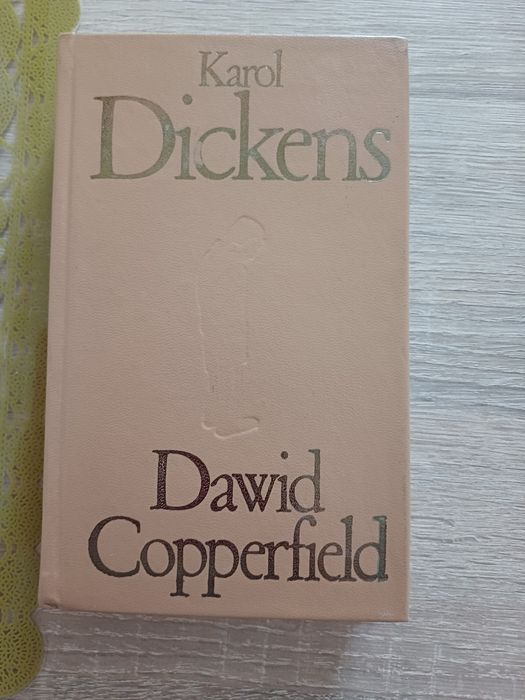 Karol
Dickens
Dawid
Copperfield